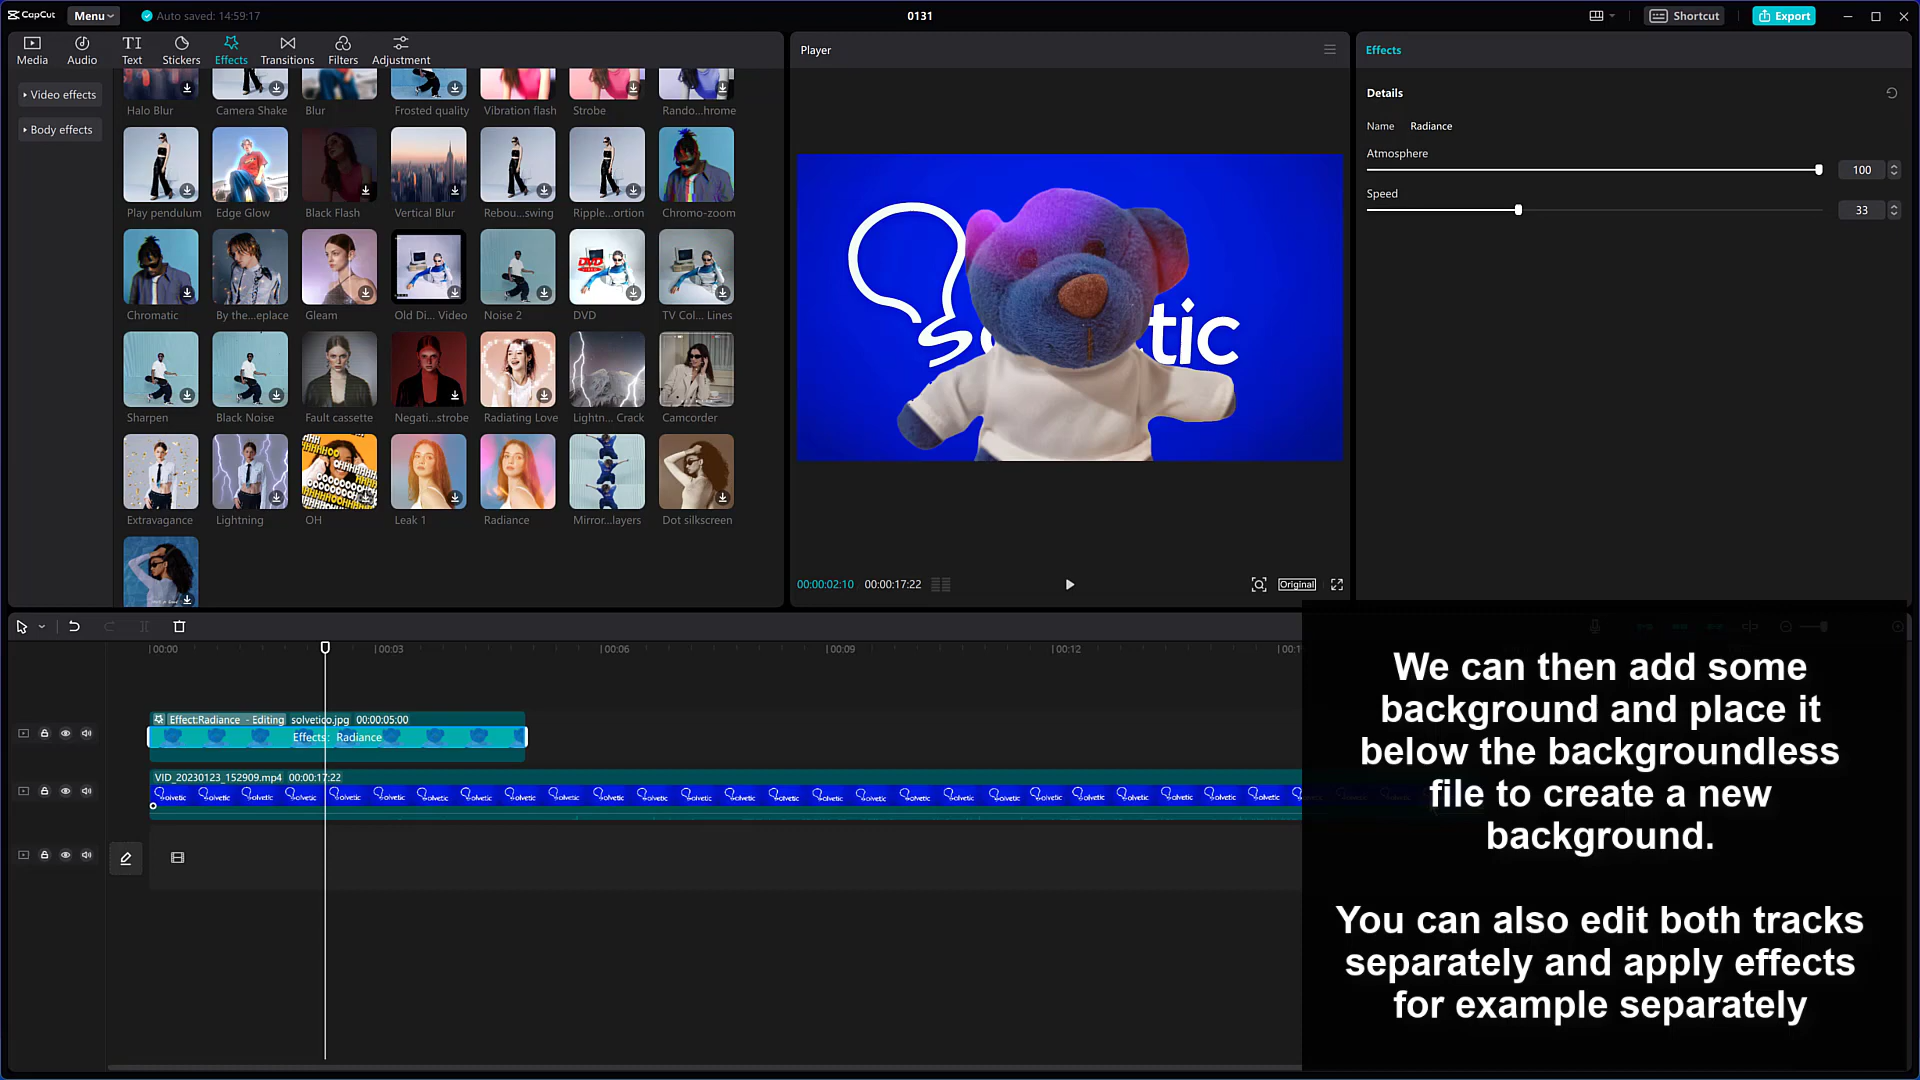 CapCut
Menu
Auto saved: 14:59:17
0131
Shortcut
Export
Media
Audio
TI
Text
Stickers
Effects
Transitions
Filters
Adjustment
Player
Effects
Video effects
Body effects
Halo Blur
Camera Shake
Blur
Frosted quality
Vibration flash
Strobe
Rando...hrome
Play pendulum
Edge Glow
Black Flash
Vertical Blur
Rebou...swing
Ripple...ortion
Chromo-zoom
Chromatic
By the...eplace
Gleam
Old Di... Video
Noise 2
DVD
TV Col... Lines
Sharpen
Black Noise
Fault cassette
Negati...strobe
Radiating Love
Lightn... Crack
Camcorder
Extravagance
Lightning
OH
Leak 1
Radiance
Mirror...layers
Dot silkscreen
Details
Name Radiance
Atmosphere
100
Speed
33
tic
00:00:02:10 00:00:17:22
Original
00:00
00:03
00:06
00:09
00:12
Effect:Radiance - Editing solvetico.jpg 00:00:05:00
Effects: Radiance
VID_20230123_152909.mp4 00:00:17:22
We can then add some
background and place it
below the backgroundless
file to create a new
background.
You can also edit both tracks
separately and apply effects
for example separately